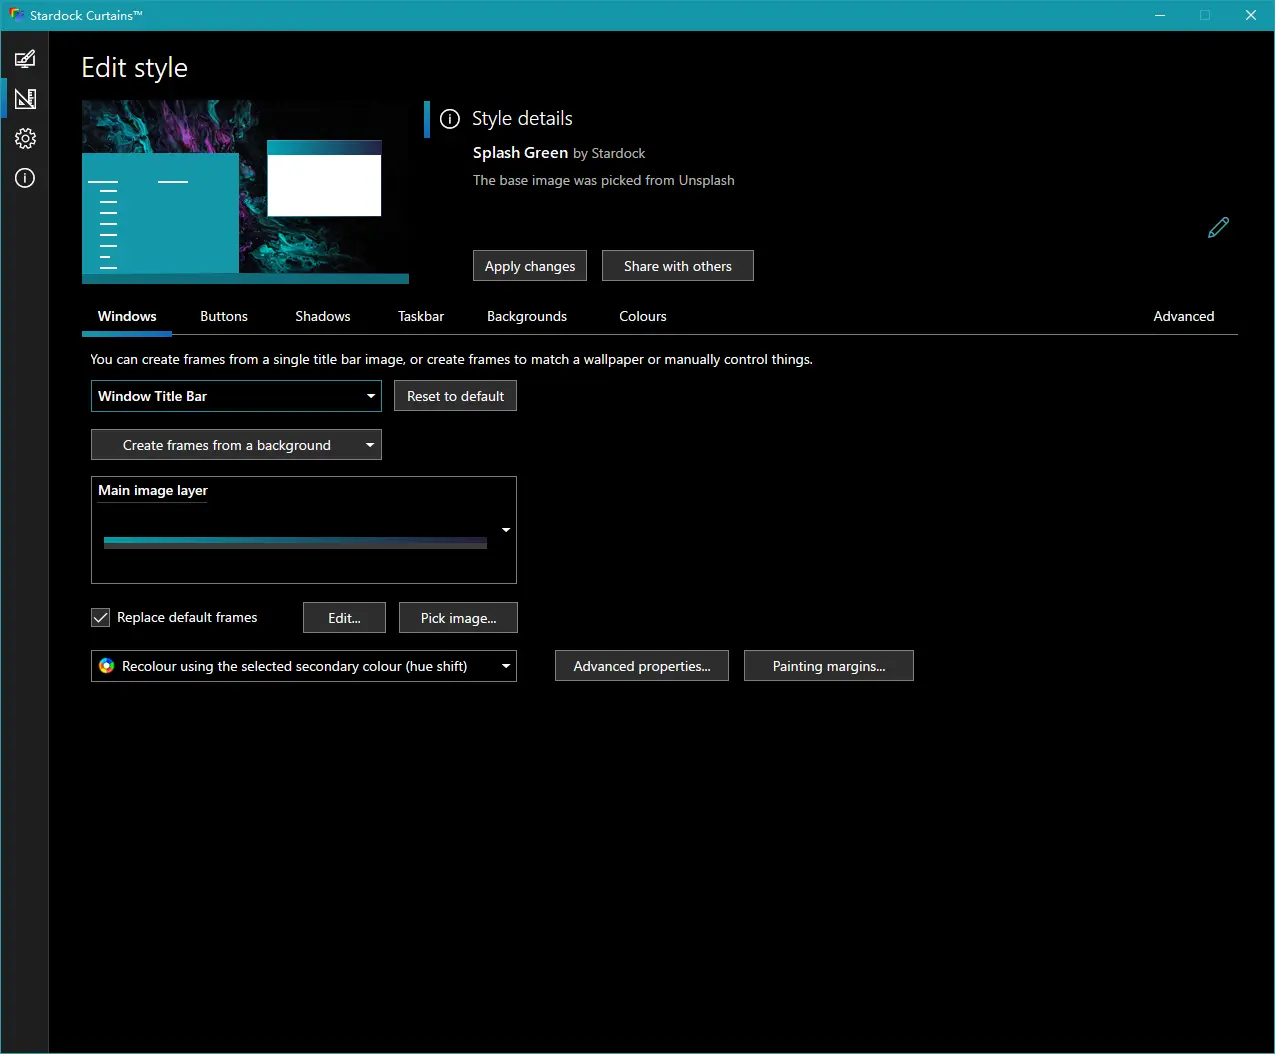 Stardock Curtains™
Edit style
Style details
Splash Green by Stardock
The base image was picked from Unsplash
Apply changes
Share with others
Windows
Buttons
Shadows
Taskbar
Backgrounds
Colours
Advanced
You can create frames from a single title bar image, or create frames to match a wallpaper or manually control things.
Window Title Bar
Reset to default
Create frames from a background
Main image layer
Replace default frames
Edit...
Pick image...
Recolour using the selected secondary colour (hue shift)
Advanced properties...
Painting margins...